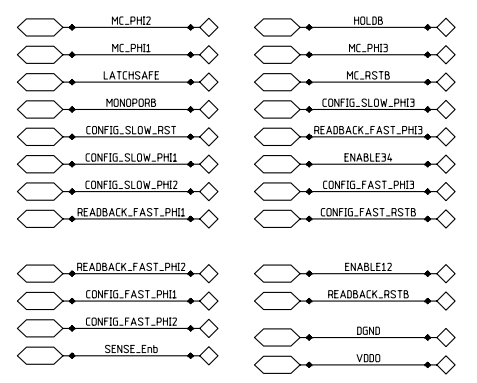 MC_PHI2
MC_PHI1
LATCHSAFE
MONOPORB
CONFIG_SLOW_RST
CONFIG_SLOW_PHI1
CONFIG_SLOW_PHI2
READBACK_FAST_PHI1
HOLDB
MC_PHI3
MC_RSTB
CONFIG_SLOW_PHI3
READBACK_FAST_PHI3
ENABLE34
CONFIG_FAST_PHI3
CONFIG_FAST_RSTB
READBACK_FAST_PHI2
CONFIG_FAST_PHI1
CONFIG_FAST_PHI2
SENSE_Enb
ENABLE12
READBACK_RSTB
DGND
VDDO